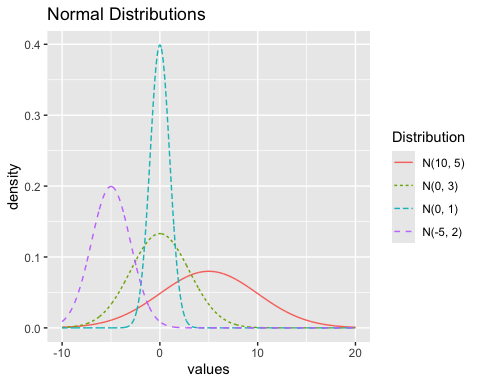 Normal Distributions
0.4
0.3
0.2
0.1
0.0
density
-10
0
10
20
values
Distribution
N(10, 5)
N(0, 3)
N(0, 1)
N(-5, 2)